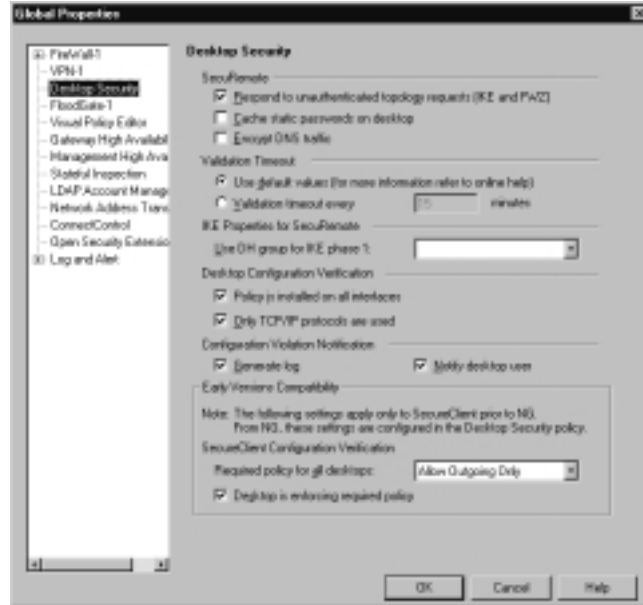 Global Properties
FireWall-1
VPN-1
Desktop Security
FloodGate-1
Visual Policy Editor
Gateway High Availabil
Management High Ava
Stateful Inspection
LDAP Account Manag
Network Address Trans
ConnectControl
Open Security Extensio
Log and Alert
Desktop Security
SecuRemote
Respond to unauthenticated topology requests (IKE and FWZ)
Cache static passwords on desktop
Encrypt DNS traffic
Validation Timeout
Use default values (for more information refer to online help)
Validation timeout every 15 minutes
IKE Properties for SecuRemote
Use DH group for IKE phase 1:
Desktop Configuration Verification
Policy is installed on all interfaces
Only TCP/IP protocols are used
Configuration Violation Notification
Generate log Notify desktop user
Early Versions Compatibility
Note: The following settings apply only to SecureClient prior to NG.
From NG, these settings are configured in the Desktop Security policy.
SecureClient Configuration Verification
Required policy for all desktops: Allow Outgoing Only
Desktop is enforcing required policy
OK Cancel Help